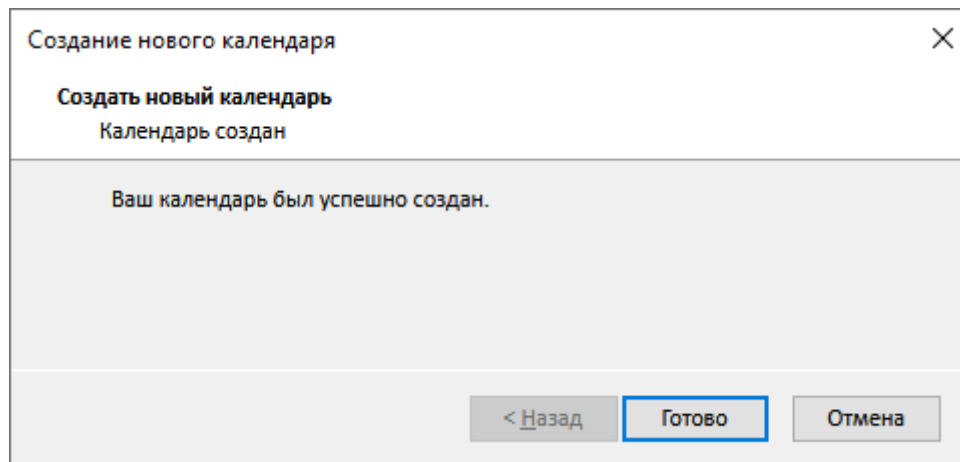 Создание нового календаря
Создать новый календарь
Календарь создан
Ваш календарь был успешно создан.
< Назад Готово Отмена